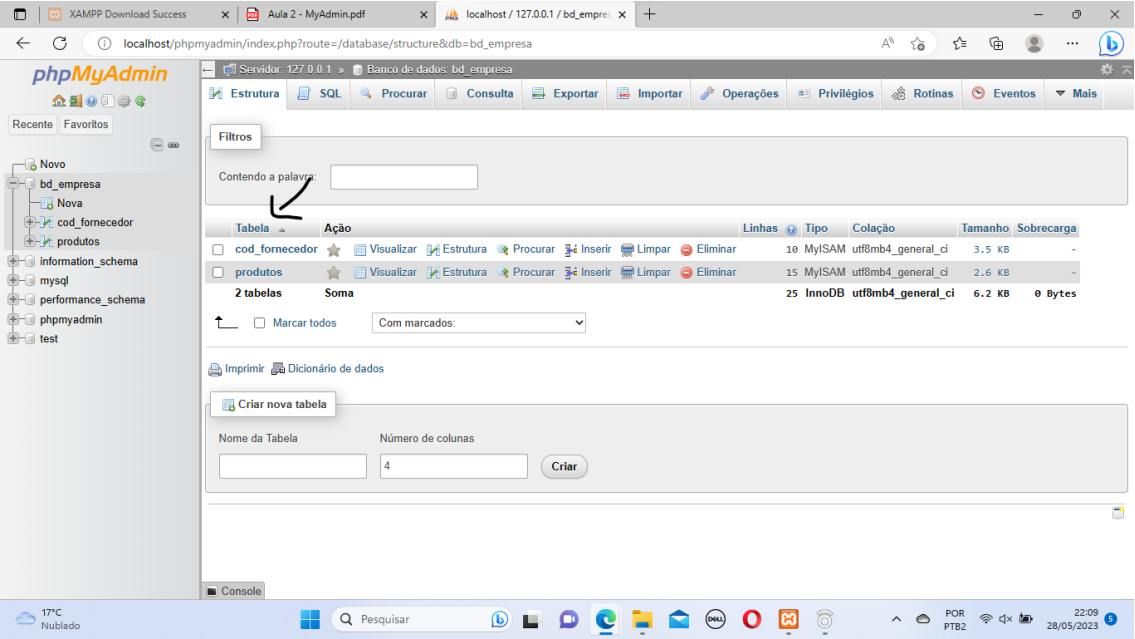 XAMPP Download Success
Aula 2 - MyAdmin.pdf
localhost / 127.0.0.1 / bd_empres
localhost/phpmyadmin/index.php?route=/database/structure&db=bd_empresa
phpMyAdmin
Recente Favoritos
Novo
bd_empresa
Nova
cod_fornecedor
produtos
information_schema
mysql
performance_schema
phpmyadmin
test
Servidor: 127.0.0.1 » Banco de dados: bd_empresa
Estrutura SQL Procurar Consulta Exportar Importar Operações Privilégios Rotinas Eventos Mais
Filtros
Contendo a palavra:
Tabela Ação Linhas Tipo Colação Tamanho Sobrecarga
cod_fornecedor Visualizar Estrutura Procurar Inserir Limpar Eliminar 10 MyISAM utf8mb4_general_ci 3.5 KB -
produtos Visualizar Estrutura Procurar Inserir Limpar Eliminar 15 MyISAM utf8mb4_general_ci 2.6 KB -
2 tabelas Soma 25 InnoDB utf8mb4_general_ci 6.2 KB 0 Bytes
Marcar todos Com marcados:
Imprimir Dicionário de dados
Criar nova tabela
Nome da Tabela Número de colunas
4 Criar
Console
17°C
Nublado
Pesquisar
DELL
POR
PTB2
22:09
28/05/2023
5